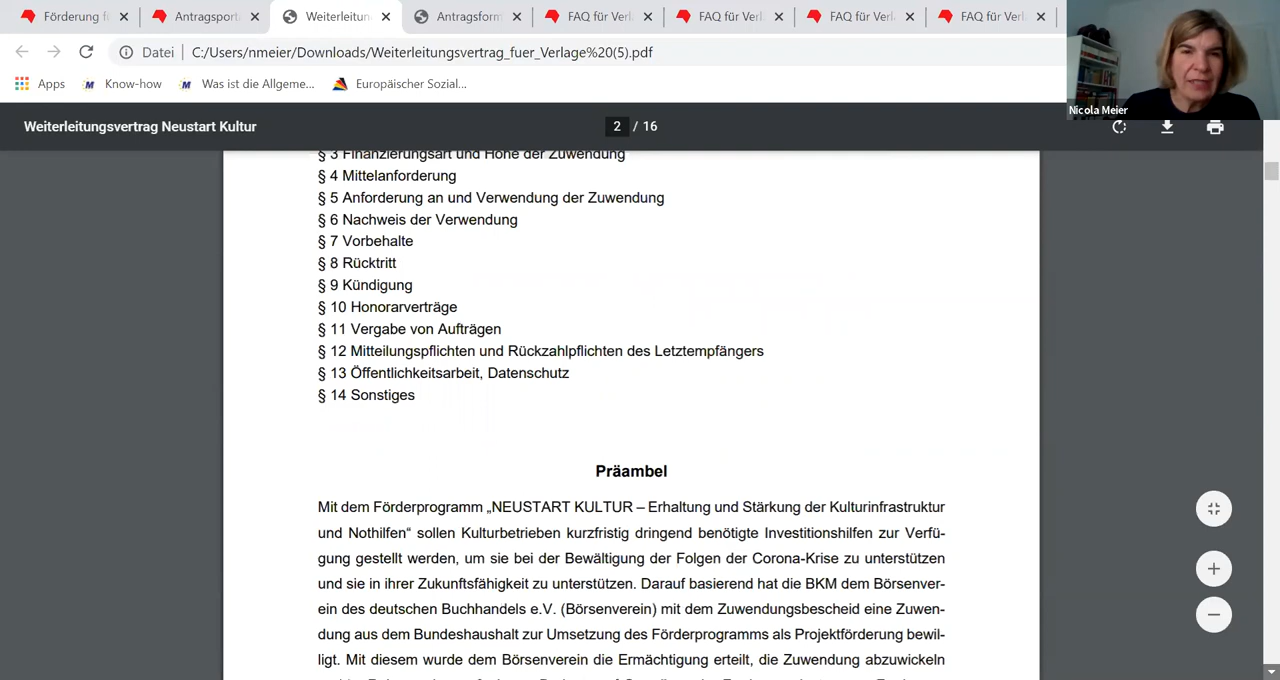 Förderung f
Antragsport
Weiterleitun
Antragsform
FAQ für Verl
FAQ für Verl
FAQ für Verl
FAQ für Verl
Datei
C:/Users/nmeier/Downloads/Weiterleitungsvertrag_fuer_Verlage%20(5).pdf
Apps
Know-how
Was ist die Allgeme...
Europäischer Sozial...
Nicola Meier
Weiterleitungsvertrag Neustart Kultur
2 / 16
§ 3 Finanzierungsart und Höhe der Zuwendung
§ 4 Mittelanforderung
§ 5 Anforderung an und Verwendung der Zuwendung
§ 6 Nachweis der Verwendung
§ 7 Vorbehalte
§ 8 Rücktritt
§ 9 Kündigung
§ 10 Honorarverträge
§ 11 Vergabe von Aufträgen
§ 12 Mitteilungspflichten und Rückzahlpflichten des Letztempfängers
§ 13 Öffentlichkeitsarbeit, Datenschutz
§ 14 Sonstiges
Präambel
Mit dem Förderprogramm „NEUSTART KULTUR – Erhaltung und Stärkung der Kulturinfrastruktur
und Nothilfen“ sollen Kulturbetrieben kurzfristig dringend benötigte Investitionshilfen zur Verfü-
gung gestellt werden, um sie bei der Bewältigung der Folgen der Corona-Krise zu unterstützen
und sie in ihrer Zukunftsfähigkeit zu unterstützen. Darauf basierend hat die BKM dem Börsenver-
ein des deutschen Buchhandels e.V. (Börsenverein) mit dem Zuwendungsbescheid eine Zuwen-
dung aus dem Bundeshaushalt zur Umsetzung des Förderprogramms als Projektförderung bewil-
ligt. Mit diesem wurde dem Börsenverein die Ermächtigung erteilt, die Zuwendung abzuwickeln